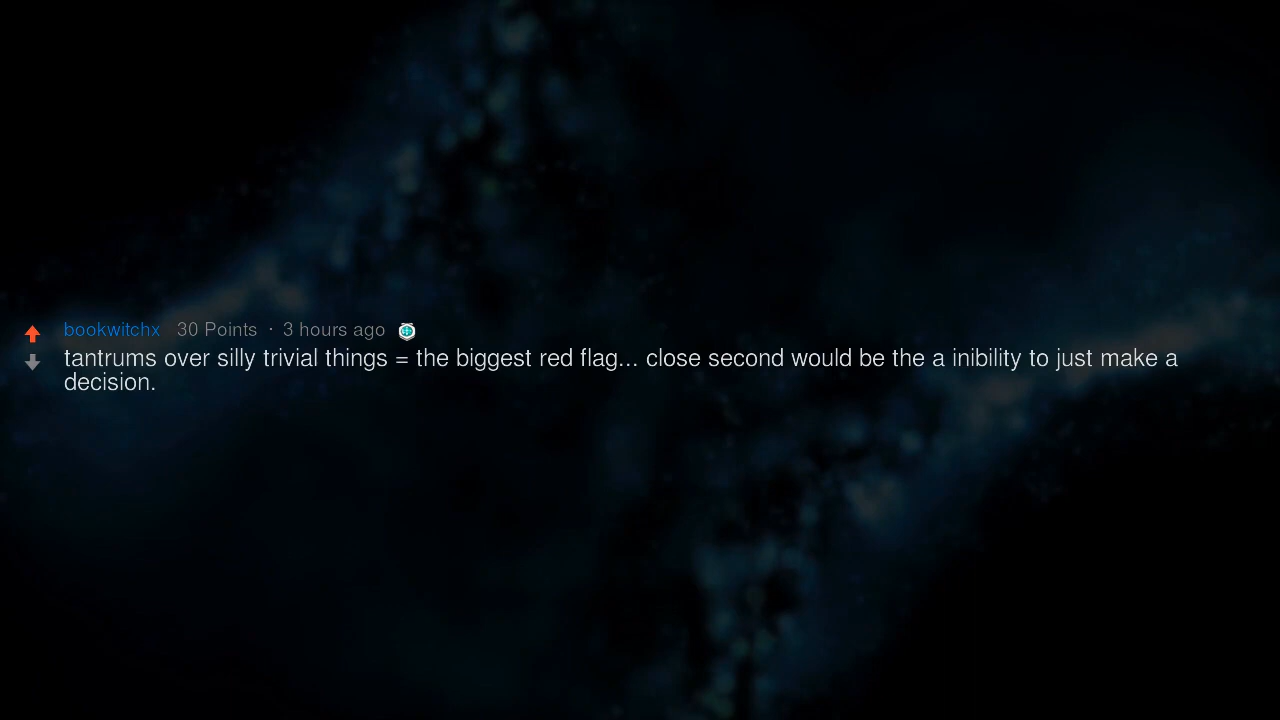 bookwitchx 30 Points · 3 hours ago
tantrums over silly trivial things = the biggest red flag... close second would be the a inibility to just make a
decision.